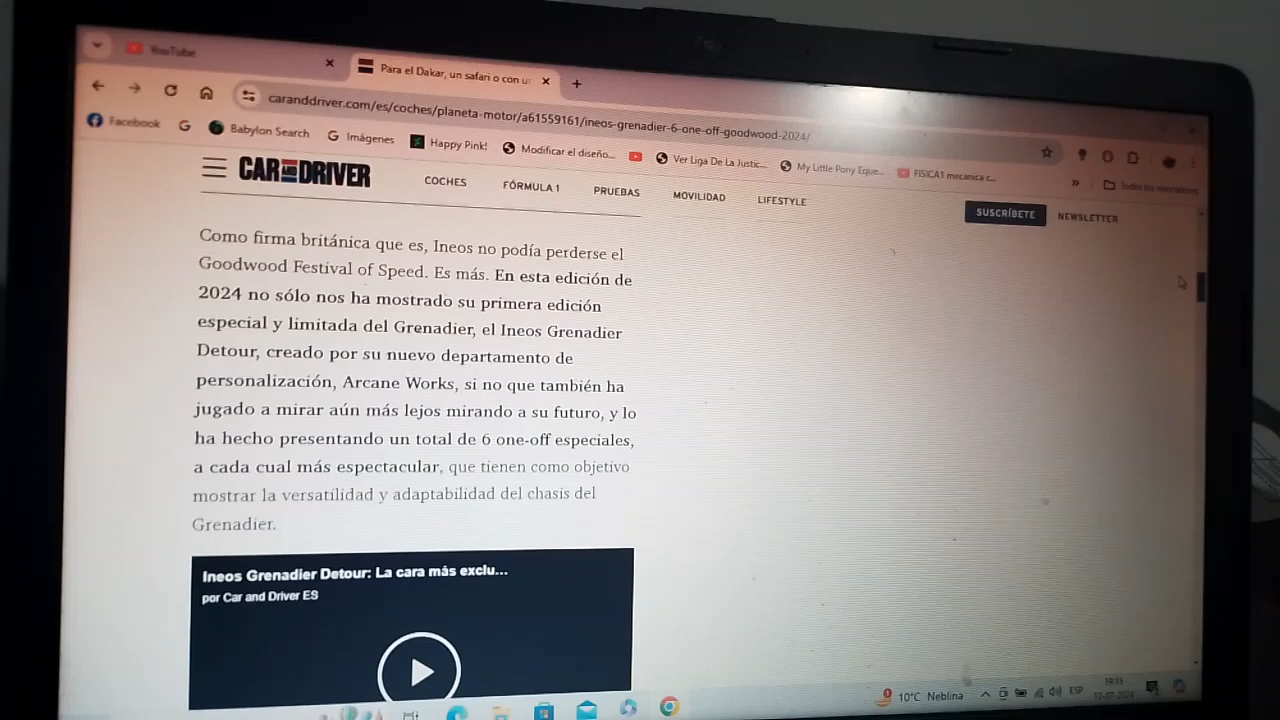 YouTube
Para el Dakar, un safari o con u
caranddriver.com/es/coches/planeta-motor/a61559161/ineos-grenadier-6-one-off-goodwood-2024/
Facebook
Babylon Search
Imágenes
Happy Pink!
Modificar el diseño...
Ver Liga De La Justic...
My Little Pony Eque...
FISICA1 mecanica c...
Todos los marcadores
CAR AND DRIVER
COCHES
FÓRMULA 1
PRUEBAS
MOVILIDAD
LIFESTYLE
SUSCRÍBETE
NEWSLETTER
Como firma británica que es, Ineos no podía perderse el
Goodwood Festival of Speed. Es más. En esta edición de
2024 no sólo nos ha mostrado su primera edición
especial y limitada del Grenadier, el Ineos Grenadier
Detour, creado por su nuevo departamento de
personalización, Arcane Works, si no que también ha
jugado a mirar aún más lejos mirando a su futuro, y lo
ha hecho presentando un total de 6 one-off especiales,
a cada cual más espectacular, que tienen como objetivo
mostrar la versatilidad y adaptabilidad del chasis del
Grenadier.
Ineos Grenadier Detour: La cara más exclu...
por Car and Driver ES
10°C Neblina
ESP
19:15